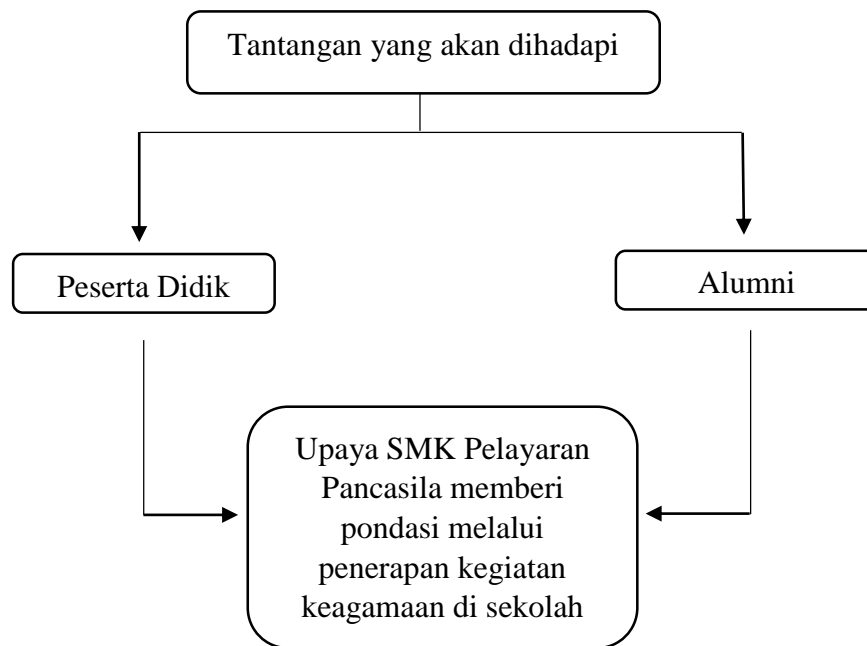 Tantangan yang akan dihadapi
Peserta Didik
Alumni
Upaya SMK Pelayaran
Pancasila memberi
pondasi melalui
penerapan kegiatan
keagamaan di sekolah